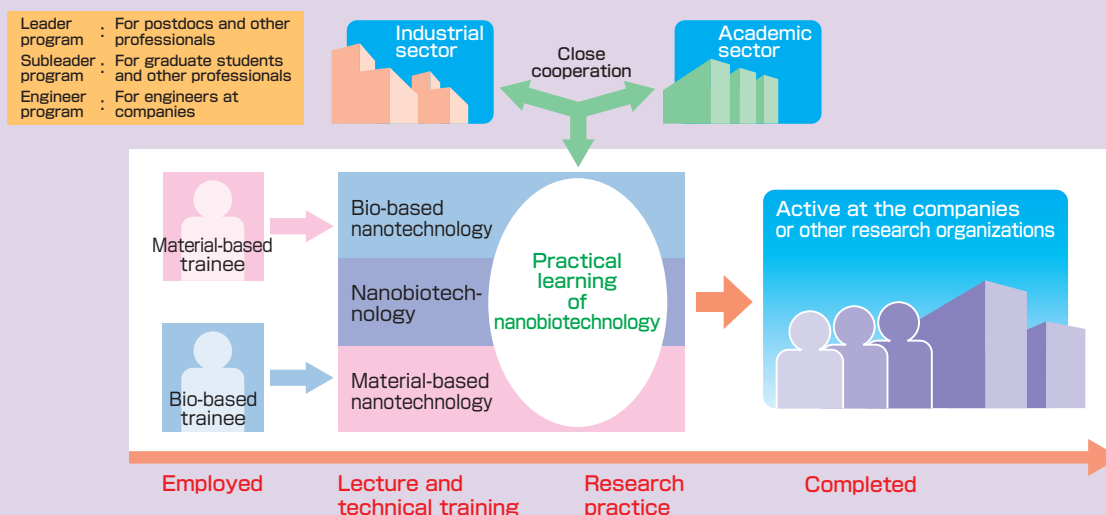 Leader program : For postdocs and other professionals
Subleader program : For graduate students and other professionals
Engineer program : For engineers at companies
Industrial
sector
Close
cooperation
Academic
sector
Material-based
trainee
Bio-based
trainee
Bio-based
nanotechnology
Nanobiotech-
nology
Material-based
nanotechnology
Practical
learning
of
nanobiotechnology
Active at the companies
or other research organizations
Employed
Lecture and
technical training
Research
practice
Completed